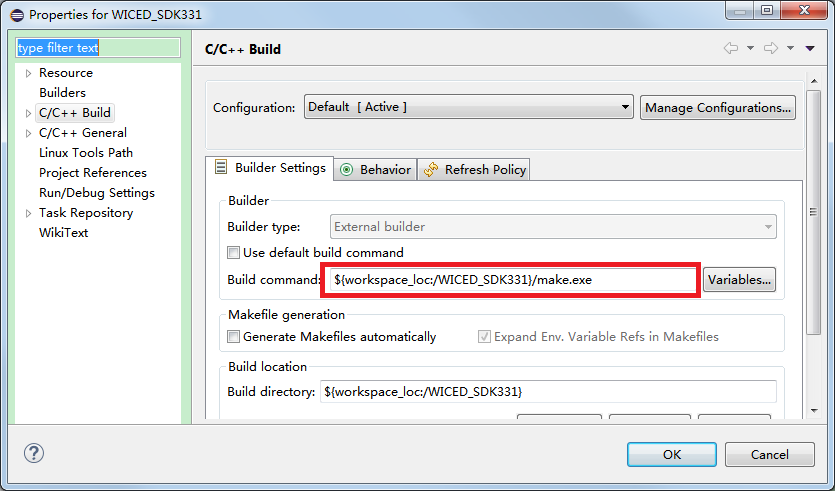 Properties for WICED_SDK331
type filter text
Resource
Builders
C/C++ Build
C/C++ General
Linux Tools Path
Project References
Run/Debug Settings
Task Repository
WikiText
C/C++ Build
Configuration: Default [ Active ] Manage Configurations...
Builder Settings Behavior Refresh Policy
Builder
Builder type: External builder
Use default build command
Build command: ${workspace_loc:/WICED_SDK331}/make.exe Variables...
Makefile generation
Generate Makefiles automatically Expand Env. Variable Refs in Makefiles
Build location
Build directory: ${workspace_loc:/WICED_SDK331}
OK Cancel